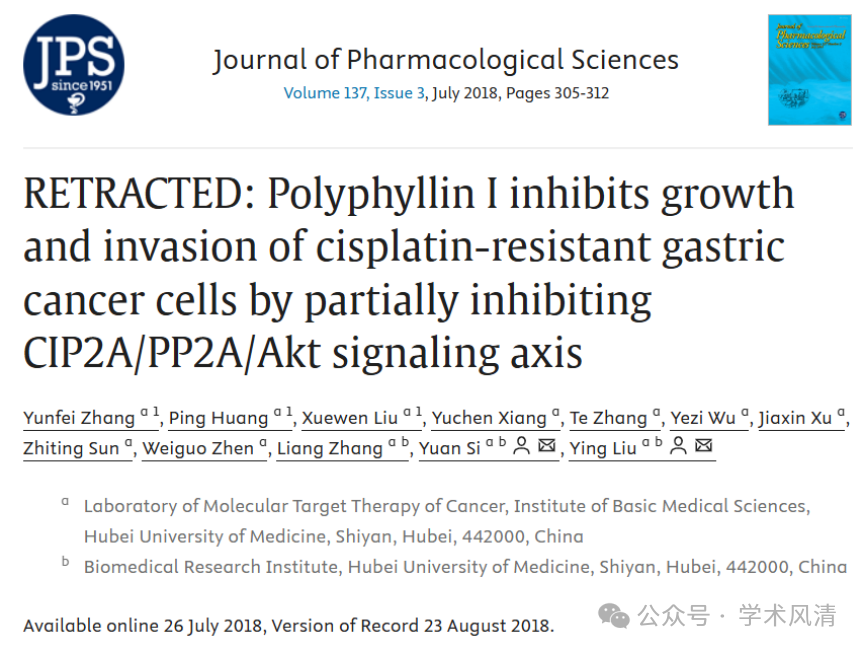 JPS
since 1951
Journal of Pharmacological Sciences
Volume 137, Issue 3, July 2018, Pages 305-312
Journal of
Pharmacological
Sciences
RETRACTED: Polyphyllin I inhibits growth
and invasion of cisplatin-resistant gastric
cancer cells by partially inhibiting
CIP2A/PP2A/Akt signaling axis
Yunfei Zhang a 1, Ping Huang a 1, Xuewen Liu a 1, Yuchen Xiang a, Te Zhang a, Yezi Wu a, Jiaxin Xu a,
Zhiting Sun a, Weiguo Zhen a, Liang Zhang a b, Yuan Si a b, Ying Liu a b
a Laboratory of Molecular Target Therapy of Cancer, Institute of Basic Medical Sciences,
Hubei University of Medicine, Shiyan, Hubei, 442000, China
b Biomedical Research Institute, Hubei University of Medicine, Shiyan, Hubei, 442000, China
Available online 26 July 2018, Version of Record 23 August 2018.
公众号 · 学术风清